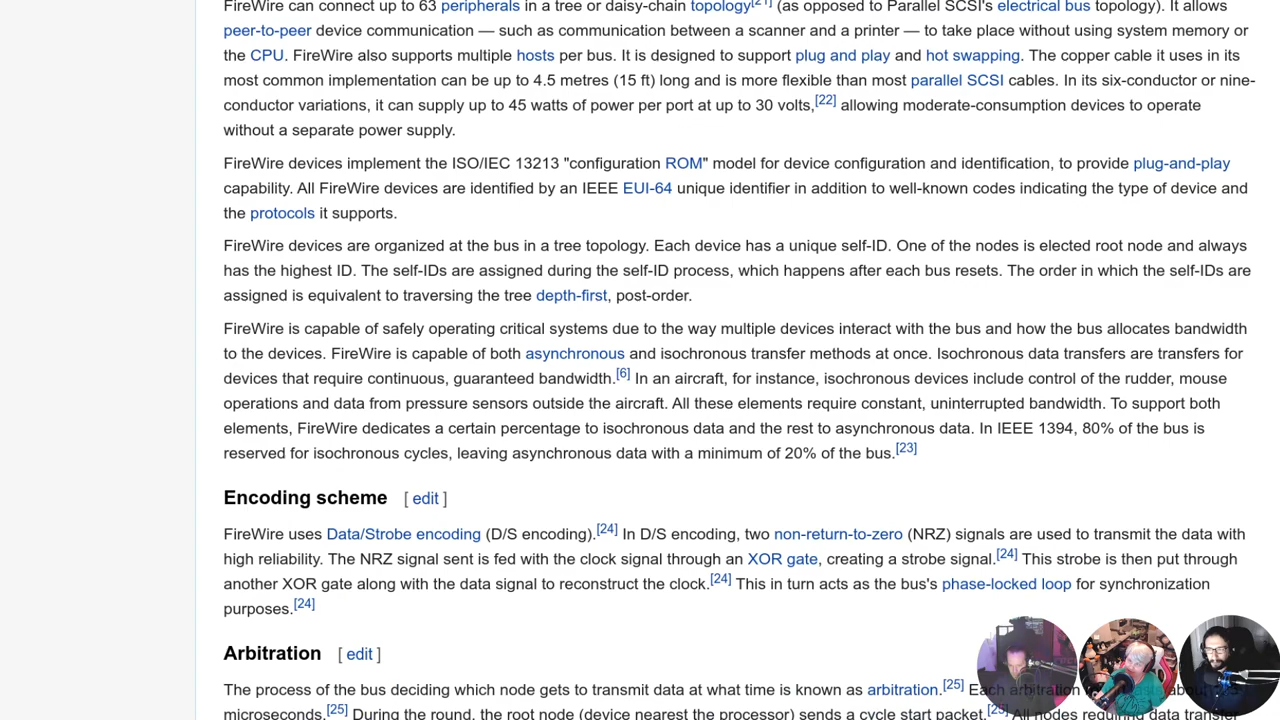 FireWire can connect up to 63 peripherals in a tree or daisy-chain topology[21] (as opposed to Parallel SCSI's electrical bus topology). It allows
peer-to-peer device communication — such as communication between a scanner and a printer — to take place without using system memory or
the CPU. FireWire also supports multiple hosts per bus. It is designed to support plug and play and hot swapping. The copper cable it uses in its
most common implementation can be up to 4.5 metres (15 ft) long and is more flexible than most parallel SCSI cables. In its six-conductor or nine-
conductor variations, it can supply up to 45 watts of power per port at up to 30 volts,[22] allowing moderate-consumption devices to operate
without a separate power supply.
FireWire devices implement the ISO/IEC 13213 "configuration ROM" model for device configuration and identification, to provide plug-and-play
capability. All FireWire devices are identified by an IEEE EUI-64 unique identifier in addition to well-known codes indicating the type of device and
the protocols it supports.
FireWire devices are organized at the bus in a tree topology. Each device has a unique self-ID. One of the nodes is elected root node and always
has the highest ID. The self-IDs are assigned during the self-ID process, which happens after each bus resets. The order in which the self-IDs are
assigned is equivalent to traversing the tree depth-first, post-order.
FireWire is capable of safely operating critical systems due to the way multiple devices interact with the bus and how the bus allocates bandwidth
to the devices. FireWire is capable of both asynchronous and isochronous transfer methods at once. Isochronous data transfers are transfers for
devices that require continuous, guaranteed bandwidth.[6] In an aircraft, for instance, isochronous devices include control of the rudder, mouse
operations and data from pressure sensors outside the aircraft. All these elements require constant, uninterrupted bandwidth. To support both
elements, FireWire dedicates a certain percentage to isochronous data and the rest to asynchronous data. In IEEE 1394, 80% of the bus is
reserved for isochronous cycles, leaving asynchronous data with a minimum of 20% of the bus.[23]
Encoding scheme [ edit ]
FireWire uses Data/Strobe encoding (D/S encoding).[24] In D/S encoding, two non-return-to-zero (NRZ) signals are used to transmit the data with
high reliability. The NRZ signal sent is fed with the clock signal through an XOR gate, creating a strobe signal.[24] This strobe is then put through
another XOR gate along with the data signal to reconstruct the clock.[24] This in turn acts as the bus's phase-locked loop for synchronization
purposes.[24]
Arbitration [ edit ]
The process of the bus deciding which node gets to transmit data at what time is known as arbitration.[25] Each arbitration
microseconds.[25] During the round, the root node (device nearest the processor) sends a cycle start packet.[25] All nodes requiring data transfer